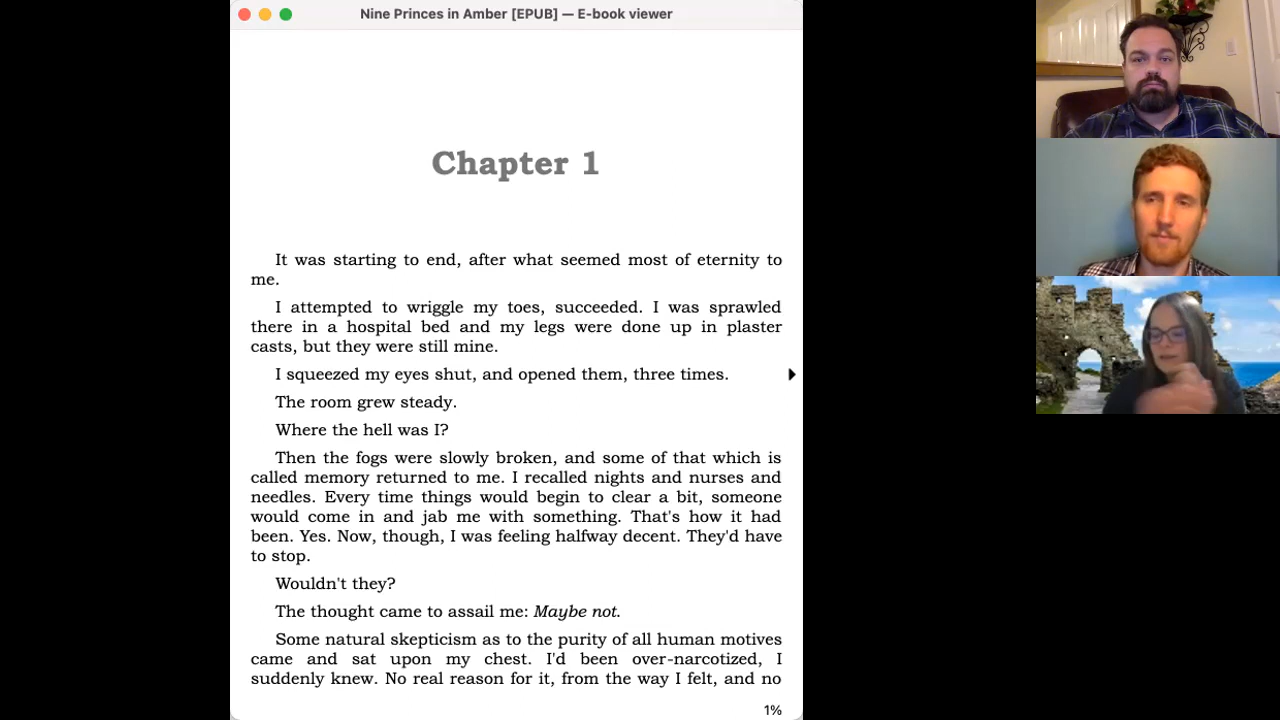 Nine Princes in Amber [EPUB] — E-book viewer
Chapter 1
It was starting to end, after what seemed most of eternity to
me.
I attempted to wriggle my toes, succeeded. I was sprawled
there in a hospital bed and my legs were done up in plaster
casts, but they were still mine.
I squeezed my eyes shut, and opened them, three times.
The room grew steady.
Where the hell was I?
Then the fogs were slowly broken, and some of that which is
called memory returned to me. I recalled nights and nurses and
needles. Every time things would begin to clear a bit, someone
would come in and jab me with something. That's how it had
been. Yes. Now, though, I was feeling halfway decent. They'd have
to stop.
Wouldn't they?
The thought came to assail me: Maybe not.
Some natural skepticism as to the purity of all human motives
came and sat upon my chest. I'd been over-narcotized, I
suddenly knew. No real reason for it, from the way I felt, and no
1%